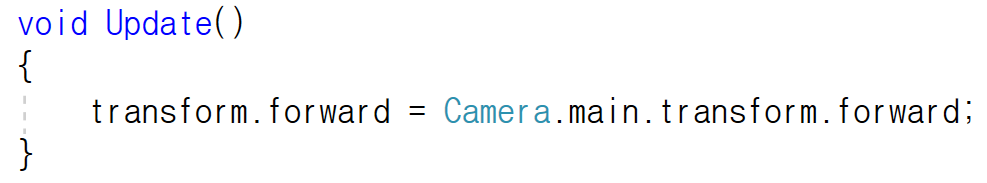 void Update()
{
    transform.forward = Camera.main.transform.forward;
}